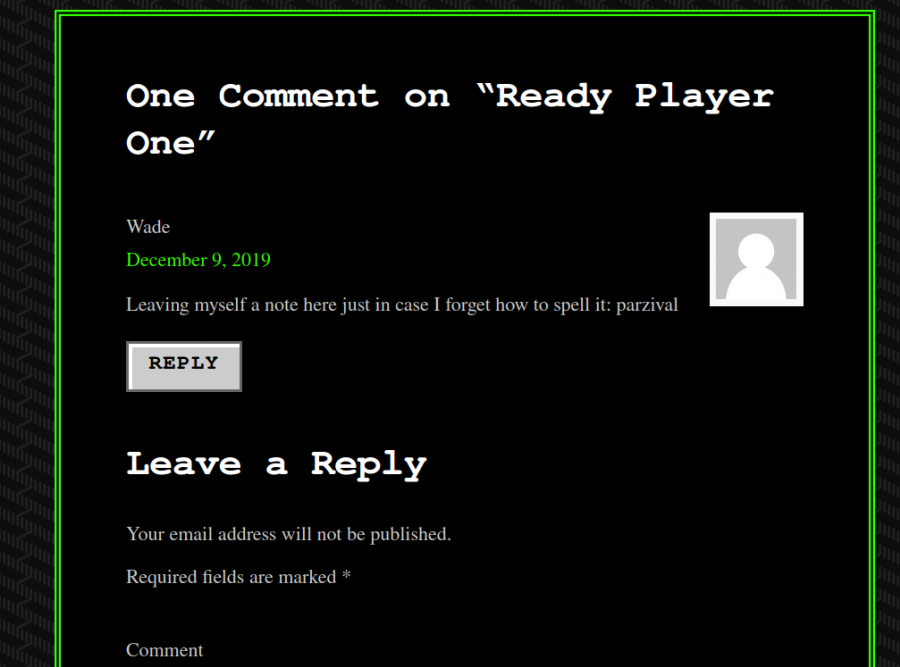 One Comment on “Ready Player
One”
Wade
December 9, 2019
Leaving myself a note here just in case I forget how to spell it: parzival
REPLY
Leave a Reply
Your email address will not be published.
Required fields are marked *
Comment